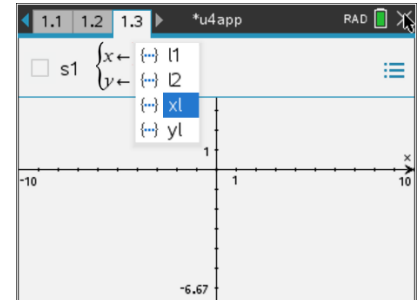 1.1 1.2 1.3 *u4app RAD
s1 x← y←
{···} l1
{···} l2
{···} xl
{···} yl
1
x
-10 1 10
-6.67